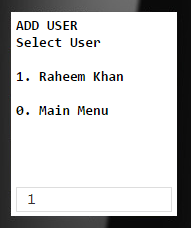 ADD USER
Select User
1. Raheem Khan
0. Main Menu
1